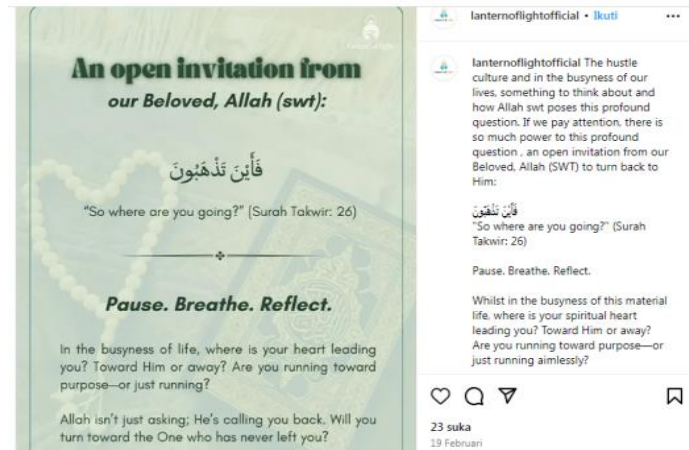 An open invitation from
our Beloved, Allah (swt):
فَأَيْنَ تَذْهَبُونَ
"So where are you going?" (Surah Takwir: 26)
Pause. Breathe. Reflect.
In the busyness of life, where is your heart leading
you? Toward Him or away? Are you running toward
purpose—or just running?
Allah isn't just asking; He's calling you back. Will you
turn toward the One who has never left you?
lanternoflightofficial • Ikuti
lanternoflightofficial The hustle
culture and in the busyness of our
lives, something to think about and
how Allah swt poses this profound
question. If we pay attention, there is
so much power to this profound
question , an open invitation from our
Beloved, Allah (SWT) to turn back to
Him:
فَأَيْنَ تَذْهَبُونَ
"So where are you going?" (Surah
Takwir: 26)
Pause. Breathe. Reflect.
Whilst in the busyness of this material
life, where is your spiritual heart
leading you? Toward Him or away?
Are you running toward purpose—or
just running aimlessly?
23 suka
19 Februari